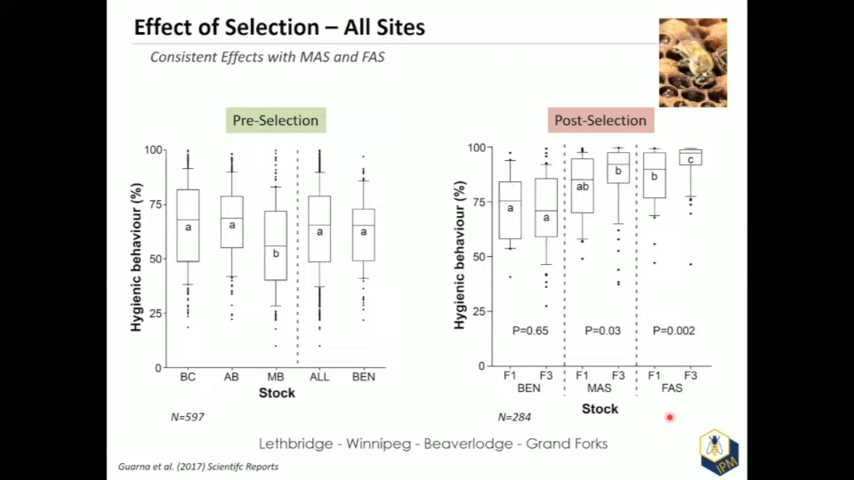 Effect of Selection – All Sites
Consistent Effects with MAS and FAS
Pre-Selection
Hygienic behaviour (%)
100
75
50
25
0
a
a
b
a
a
BC AB MB ALL BEN
Stock
N=597
Post-Selection
Hygienic behaviour (%)
100
75
50
25
0
a
a
ab
b
b
c
P=0.65 P=0.03 P=0.002
F1 F3 F1 F3 F1 F3
BEN MAS FAS
Stock
N=284
Lethbridge - Winnipeg - Beaverlodge - Grand Forks
Guarna et al. (2017) Scientifc Reports
IPM